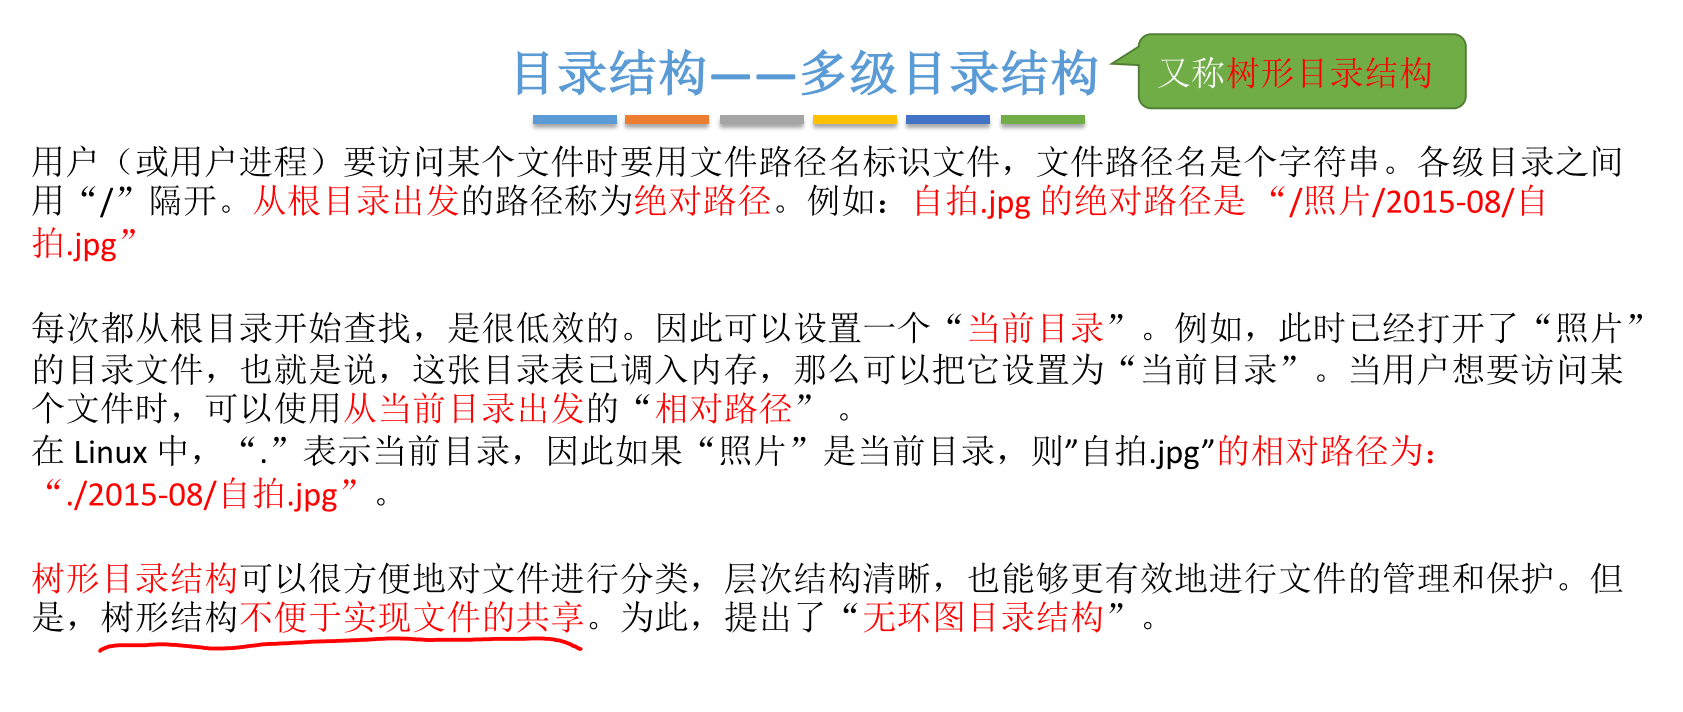 目录结构——多级目录结构
又称树形目录结构
用户（或用户进程）要访问某个文件时要用文件路径名标识文件，文件路径名是个字符串。各级目录之间
用“/”隔开。从根目录出发的路径称为绝对路径。例如：自拍.jpg 的绝对路径是 “/照片/2015-08/自
拍.jpg”
每次都从根目录开始查找，是很低效的。因此可以设置一个“当前目录”。例如，此时已经打开了“照片”
的目录文件，也就是说，这张目录表已调入内存，那么可以把它设置为“当前目录”。当用户想要访问某
个文件时，可以使用从当前目录出发的“相对路径” 。
在 Linux 中，“.”表示当前目录，因此如果“照片”是当前目录，则”自拍.jpg”的相对路径为：
“./2015-08/自拍.jpg”。
树形目录结构可以很方便地对文件进行分类，层次结构清晰，也能够更有效地进行文件的管理和保护。但
是，树形结构不便于实现文件的共享。为此，提出了“无环图目录结构”。